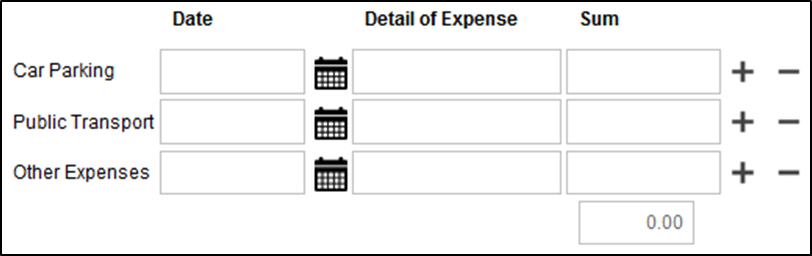 Date Detail of Expense Sum
Car Parking
Public Transport
Other Expenses
0.00